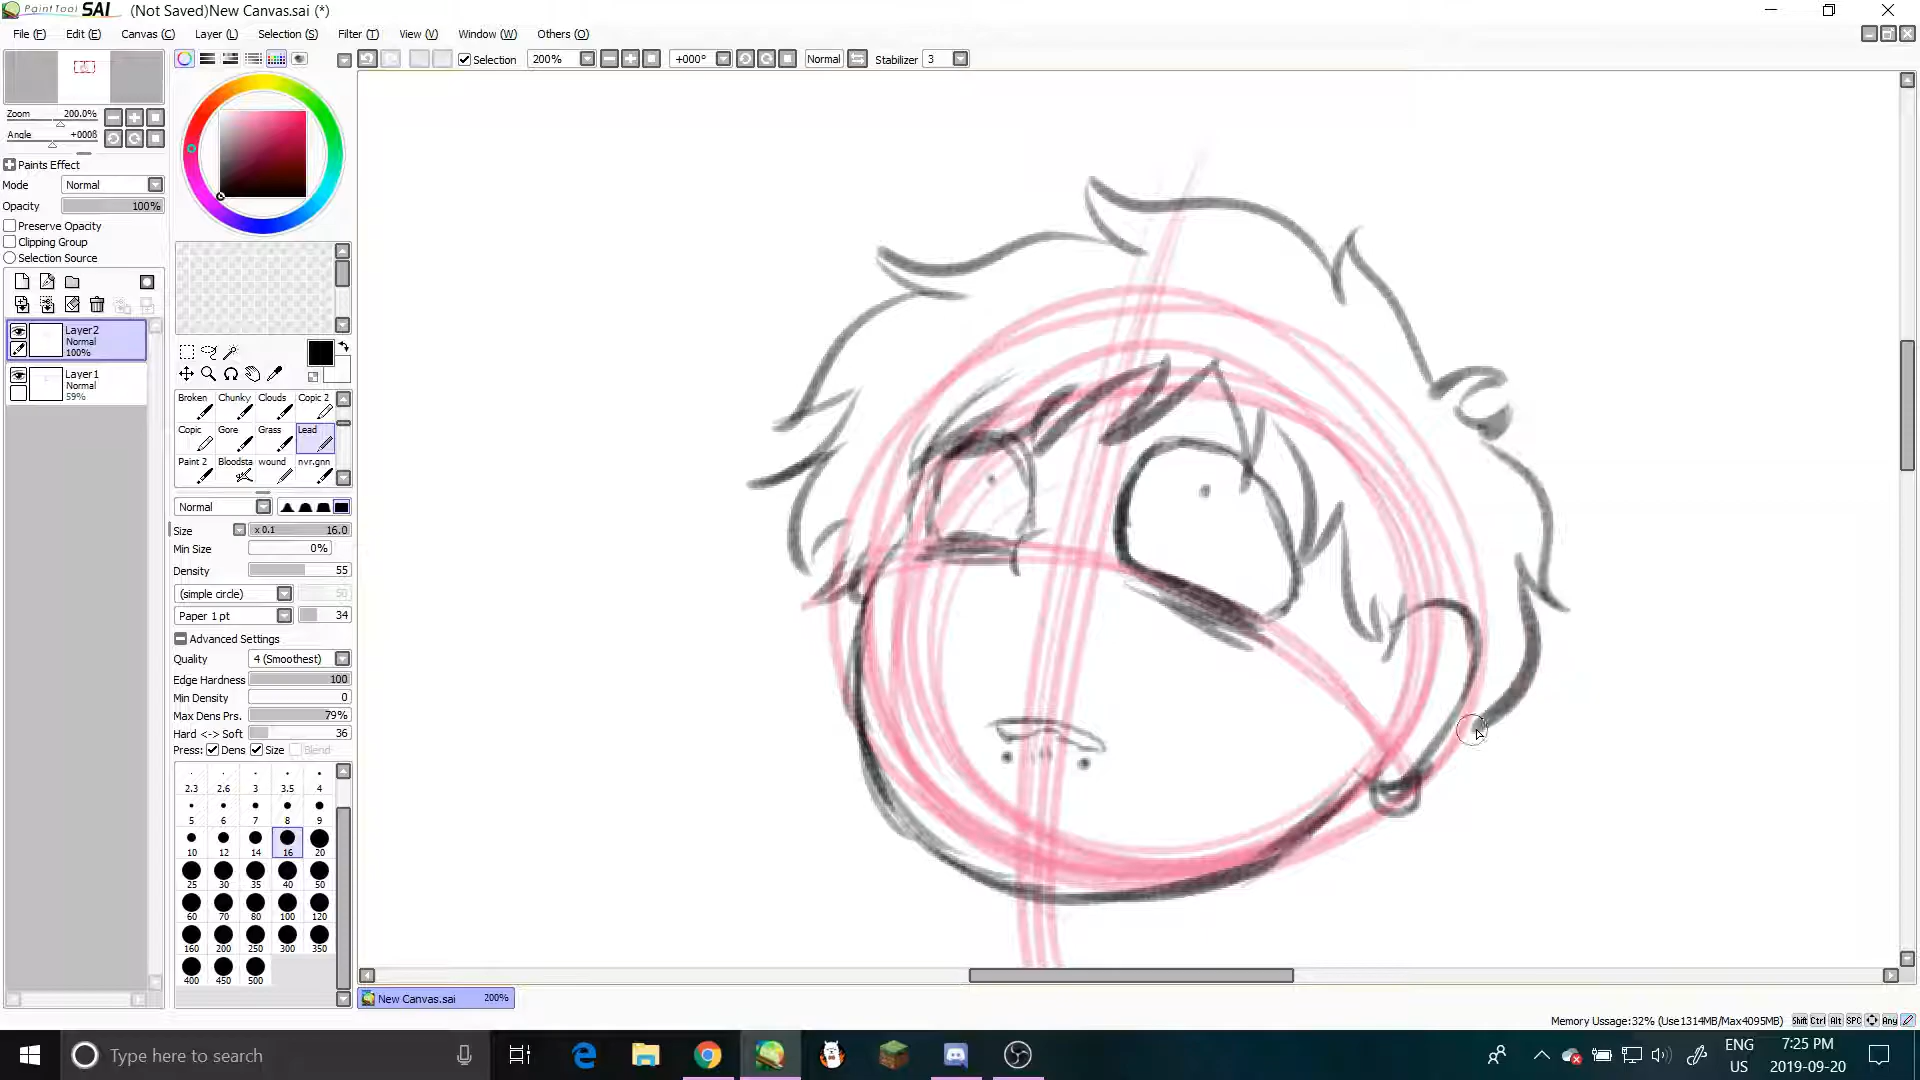 PaintTool SAI (Not Saved)New Canvas.sai (*)
File (F) Edit (E) Canvas (C) Layer (L) Selection (S) Filter (T) View (V) Window (W) Others (O)
Selection 200% +000° Normal Stabilizer 3
Zoom 200.0%
Angle +000ß
Paints Effect
Mode Normal
Opacity 100%
Preserve Opacity
Clipping Group
Selection Source
Layer2
Normal
100%
Layer1
Normal
59%
Broken Chunky Clouds Copic 2
Copic Gore Grass Lead
Paint 2 Bloodsta wound nvr.gnn
Normal
Size x 0.1 16.0
Min Size 0%
Density 55
(simple circle) 50
Paper 1 pt 34
Advanced Settings
Quality 4 (Smoothest)
Edge Hardness 100
Min Density 0
Max Dens Prs. 79%
Hard <-> Soft 36
Press: Dens Size Blend
2.3 2.6 3 3.5 4
5 6 7 8 9
10 12 14 16 20
25 30 35 40 50
60 70 80 100 120
160 200 250 300 350
400 450 500
New Canvas.sai 200%
Memory Ussage:32% (Use1314MB/Max4095MB) Shift Ctrl Alt SPC Any
Type here to search
ENG
US
7:25 PM
2019-09-20